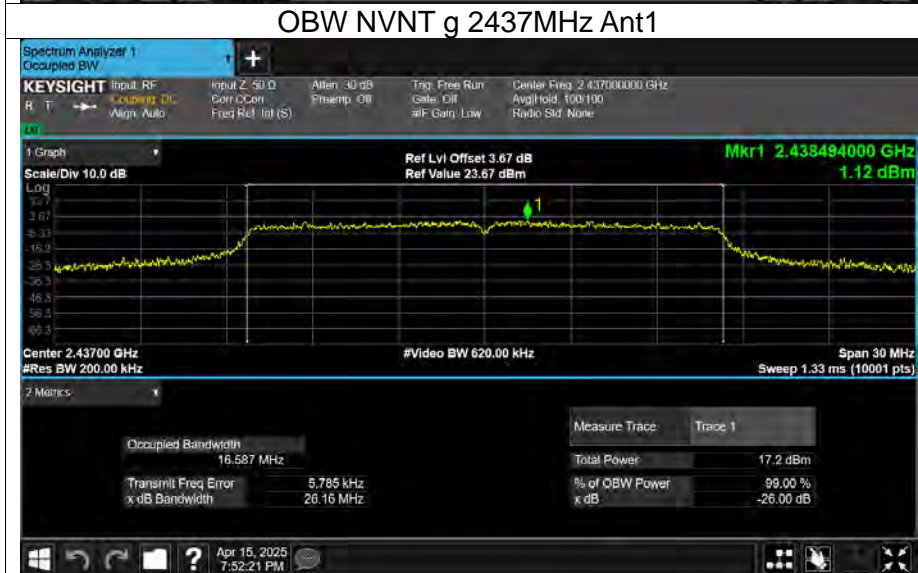 OBW NVNT g 2437MHz Ant1
Spectrum Analyzer 1
Occupied BW
+
KEYSIGHT Input: RF Input Z: 50 Ω Atten: 30 dB Trig: Free Run Center Freq: 2.437000000 GHz
R T Coupling: DC Corr CCorr Preamp: Off Gate: Off Avg|Hold: 100/100
Align: Auto Freq Ref: Int (S) #IF Gain: Low Radio Std: None
1 Graph
Ref Lvl Offset 3.67 dB
Mkr1 2.438494000 GHz
Scale/Div 10.0 dB
Ref Value 23.67 dBm
1.12 dBm
Log
13.7
3.67
-6.33
-16.3
-26.3
-36.3
-46.3
-56.3
-66.3
1
Center 2.43700 GHz
#Video BW 620.00 kHz
Span 30 MHz
#Res BW 200.00 kHz
Sweep 1.33 ms (10001 pts)
2 Metrics
Measure Trace Trace 1
Occupied Bandwidth
16.587 MHz
Total Power 17.2 dBm
Transmit Freq Error 5.785 kHz
% of OBW Power 99.00 %
x dB Bandwidth 26.16 MHz
x dB -26.00 dB
?
Apr 15, 2025
7:52:21 PM